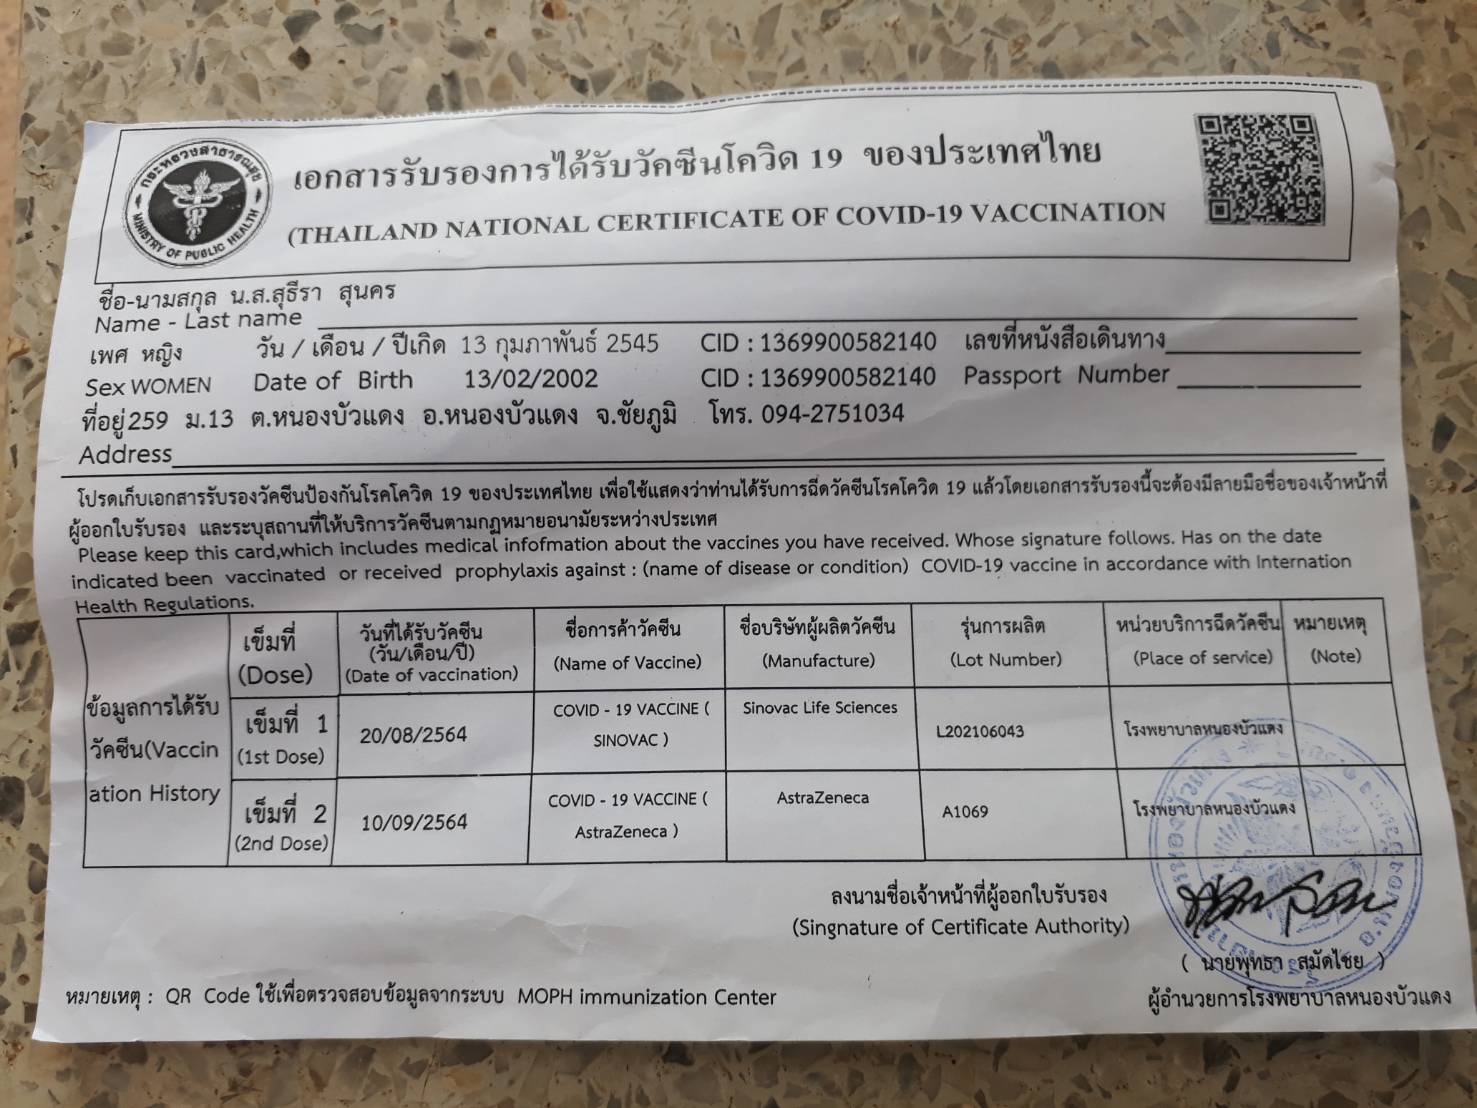 กระทรวงสาธารณสุข
MINISTRY OF PUBLIC HEALTH
เอกสารรับรองการได้รับวัคซีนโควิด 19 ของประเทศไทย
(THAILAND NATIONAL CERTIFICATE OF COVID-19 VACCINATION
ชื่อ-นามสกุล น.ส.สุธีรา สุนคร
Name - Last name
เพศ หญิง วัน / เดือน / ปีเกิด 13 กุมภาพันธ์ 2545 CID : 1369900582140 เลขที่หนังสือเดินทาง
Sex WOMEN Date of Birth 13/02/2002 CID : 1369900582140 Passport Number
ที่อยู่259 ม.13 ต.หนองบัวแดง อ.หนองบัวแดง จ.ชัยภูมิ โทร. 094-2751034
Address
โปรดเก็บเอกสารรับรองวัคซีนป้องกันโรคโควิด 19 ของประเทศไทย เพื่อใช้แสดงว่าท่านได้รับการฉีดวัคซีนโรคโควิด 19 แล้วโดยเอกสารรับรองนี้จะต้องมีลายมือชื่อของเจ้าหน้าที่
ผู้ออกใบรับรอง และระบุสถานที่ให้บริการวัคซีนตามกฎหมายอนามัยระหว่างประเทศ
Please keep this card,which includes medical infofmation about the vaccines you have received. Whose signature follows. Has on the date
indicated been vaccinated or received prophylaxis against : (name of disease or condition) COVID-19 vaccine in accordance with Internation
Health Regulations.
ข้อมูลการได้รับ
วัคซีน(Vaccin
ation History
เข็มที่ วันที่ได้รับวัคซีน ชื่อการค้าวัคซีน ชื่อบริษัทผู้ผลิตวัคซีน รุ่นการผลิต หน่วยบริการฉีดวัคซีน หมายเหตุ
(วัน/เดือน/ปี)
(Dose) (Date of vaccination) (Name of Vaccine) (Manufacture) (Lot Number) (Place of service) (Note)
เข็มที่ 1 20/08/2564 COVID - 19 VACCINE ( Sinovac Life Sciences L202106043 โรงพยาบาลหนองบัวแดง
(1st Dose) SINOVAC )
เข็มที่ 2 10/09/2564 COVID - 19 VACCINE ( AstraZeneca A1069 โรงพยาบาลหนองบัวแดง
(2nd Dose) AstraZeneca )
ลงนามชื่อเจ้าหน้าที่ผู้ออกใบรับรอง
(Singnature of Certificate Authority)
( นายพุทธา สมัดไชย )
ผู้อำนวยการโรงพยาบาลหนองบัวแดง
หมายเหตุ : QR Code ใช้เพื่อตรวจสอบข้อมูลจากระบบ MOPH immunization Center